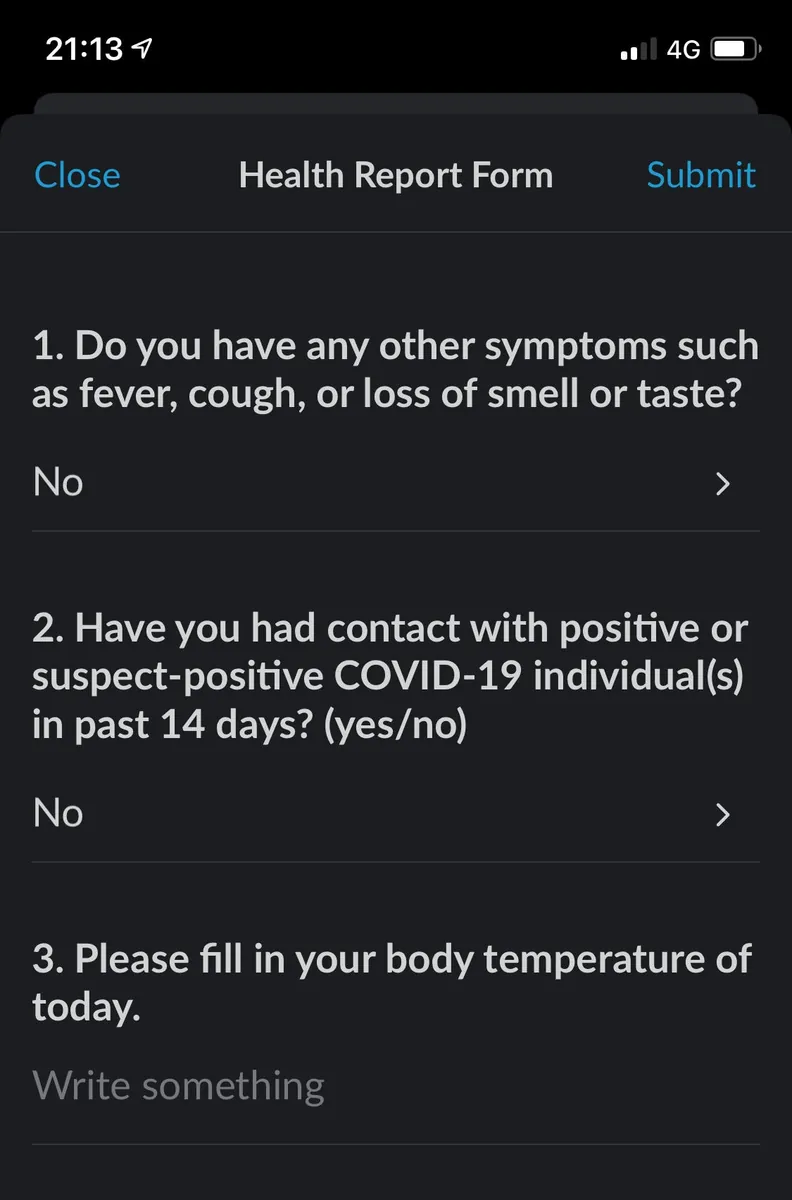 21:13
4G
Close Health Report Form Submit
1. Do you have any other symptoms such
as fever, cough, or loss of smell or taste?
No
2. Have you had contact with positive or
suspect-positive COVID-19 individual(s)
in past 14 days? (yes/no)
No
3. Please fill in your body temperature of
today.
Write something